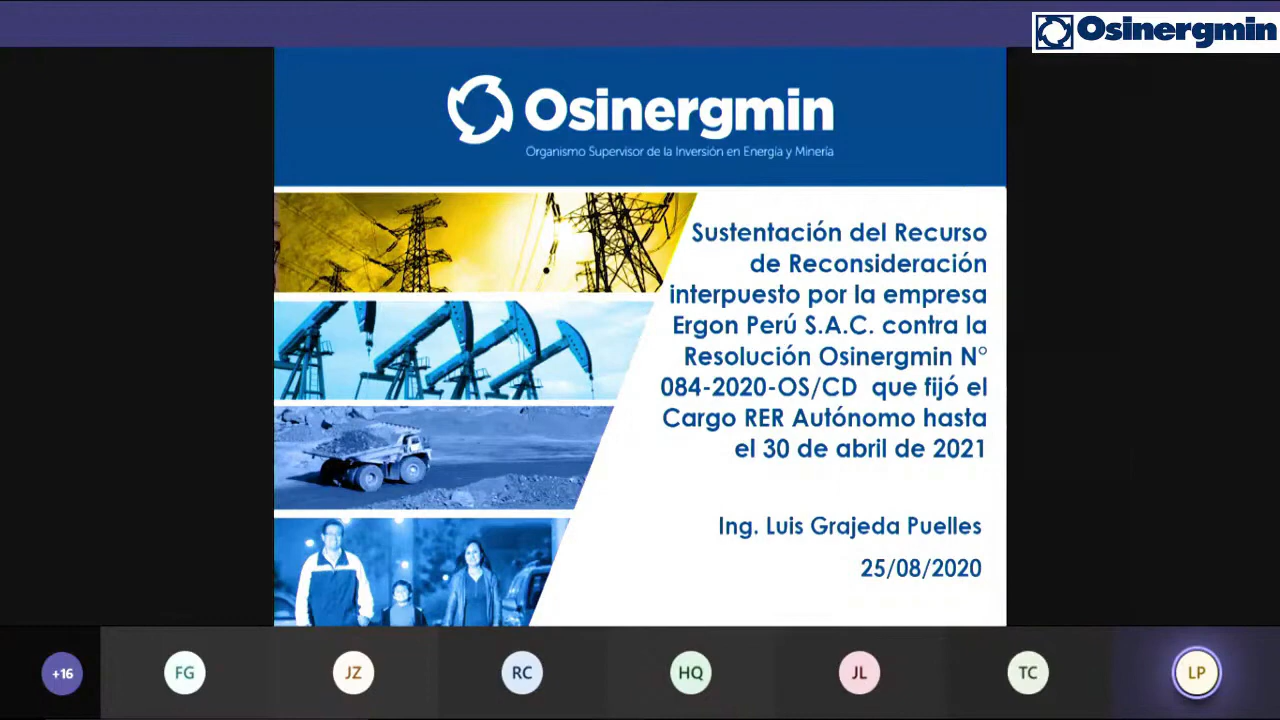 Osinergmin
Osinergmin
Organismo Supervisor de la Inversión en Energía y Minería
Sustentación del Recurso
de Reconsideración
interpuesto por la empresa
Ergon Perú S.A.C. contra la
Resolución Osinergmin N°
084-2020-OS/CD que fijó el
Cargo RER Autónomo hasta
el 30 de abril de 2021
Ing. Luis Grajeda Puelles
25/08/2020
+16 FG JZ RC HQ JL TC LP